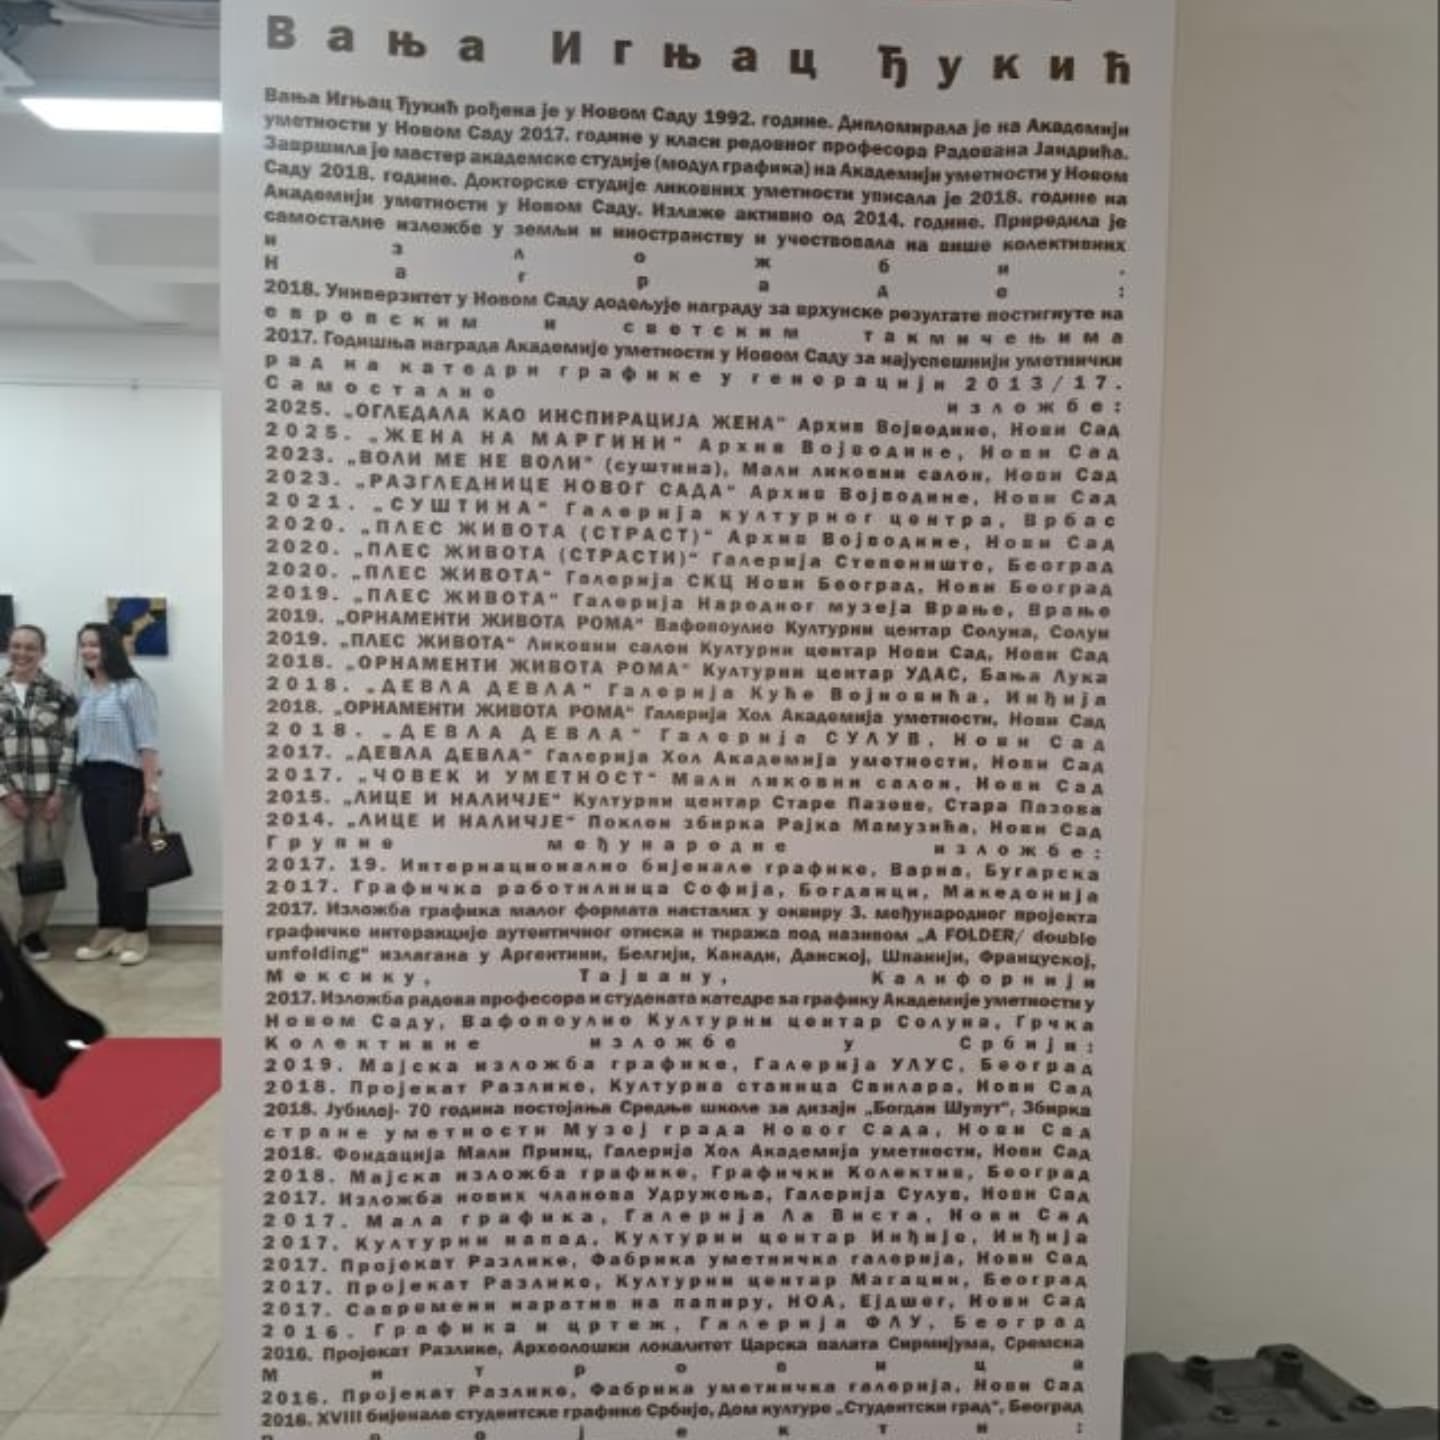 Вања Игњац Ђукић
Вања Игњац Ђукић рођена је у Новом Саду 1992. године. Дипломирала је на Академији
уметности у Новом Саду 2017. године у класи редовног професора Радована Јандрића.
Завршила је мастер академске студије (модул графика) на Академији уметности у Новом
Саду 2018. године. Докторске студије ликовних уметности уписала је 2018. године на
Академији уметности у Новом Саду. Излаже активно од 2014. године. Приредила је
самосталне изложбе у земљи и иностранству и учествовала на више колективних
изложби.
Награде:
2018. Универзитет у Новом Саду додељује награду за врхунске резултате постигнуте на
европским и светским такмичењима
2017. Годишња награда Академије уметности у Новом Саду за најуспешнији уметнички
рад на катедри графике у генерацији 2013/17.
Самостално изложбе:
2025. „ОГЛЕДАЛА КАО ИНСПИРАЦИЈА ЖЕНА“ Архив Војводине, Нови Сад
2025. „ЖЕНА НА МАРГИНИ“ Архив Војводине, Нови Сад
2023. „ВОЛИ МЕ НЕ ВОЛИ“ (суштина), Мали ликовни салон, Нови Сад
2023. „РАЗГЛЕДНИЦЕ НОВОГ САДА“ Архив Војводине, Нови Сад
2021. „СУШТИНА“ Галерија културног центра, Врбас
2020. „ПЛЕС ЖИВОТА (СТРАСТ)“ Архив Војводине, Нови Сад
2020. „ПЛЕС ЖИВОТА (СТРАСТИ)“ Галерија Степениште, Београд
2020. „ПЛЕС ЖИВОТА“ Галерија СКЦ Нови Београд, Нови Београд
2019. „ПЛЕС ЖИВОТА“ Галерија Народног музеја Врање, Врање
2019. „ОРНАМЕНТИ ЖИВОТА РОМА“ Вафопоулио Културни центар Солуна, Солун
2019. „ПЛЕС ЖИВОТА“ Ликовни салон Културни центар Нови Сад, Нови Сад
2018. „ОРНАМЕНТИ ЖИВОТА РОМА“ Културни центар УДАС, Бања Лука
2018. „ДЕВЛА ДЕВЛА“ Галерија Куће Војновића, Инђија
2018. „ОРНАМЕНТИ ЖИВОТА РОМА“ Галерија Хол Академија уметности, Нови Сад
2018. „ДЕВЛА ДЕВЛА“ Галерија СУЛУВ, Нови Сад
2017. „ДЕВЛА ДЕВЛА“ Галерија Хол Академија уметности, Нови Сад
2017. „ЧОВЕК И УМЕТНОСТ“ Мали ликовни салон, Нови Сад
2015. „ЛИЦЕ И НАЛИЧЈЕ“ Културни центар Старе Пазове, Стара Пазова
2014. „ЛИЦЕ И НАЛИЧЈЕ“ Поклон збирка Рајка Мамузића, Нови Сад
Групне међународне изложбе:
2017. 19. Интернационално бијенале графике, Варна, Бугарска
2017. Графичка работилница Софија, Богданци, Македонија
2017. Изложба графика малог формата насталих у оквиру 3. међународног пројекта
графичке интеракције аутентичног отиска и тиража под називом „A FOLDER/ double
unfolding“ излагана у Аргентини, Белгији, Канади, Данској, Шпанији, Француској,
Мексику, Тајвану, Калифорнији
2017. Изложба радова професора и студената катедре за графику Академије уметности у
Новом Саду, Вафопоулио Културни центар Солуна, Грчка
Колективне изложбе у Србији:
2019. Мајска изложба графике, Галерија УЛУС, Београд
2018. Пројекат Разлике, Културна станица Свилара, Нови Сад
2018. Јубилеј- 70 година постојања Средње школе за дизајн „Богдан Шупут“, Збирка
стране уметности Музеј града Новог Сада, Нови Сад
2018. Фондација Мали Принц, Галерија Хол Академија уметности, Нови Сад
2018. Мајска изложба графике, Графички Колектив, Београд
2017. Изложба нових чланова Удружења, Галерија Сулув, Нови Сад
2017. Мала графика, Галерија Ла Виста, Нови Сад
2017. Културни напад, Културни центар Инђије, Инђија
2017. Пројекат Разлике, Фабрика уметничка галерија, Нови Сад
2017. Пројекат Разлике, Културни центар Магацин, Београд
2017. Савремени наратив на папиру, НОА, Ејдшег, Нови Сад
2016. Графика и цртеж, Галерија ФЛУ, Београд
2016. Пројекат Разлике, Археолошки локалитет Царска палата Сирмијума, Сремска
Митровица
2016. Пројекат Разлике, Фабрика уметничка галерија, Нови Сад
2016. XVIII бијенале студентске графике Србије, Дом културе „Студентски град“, Београд